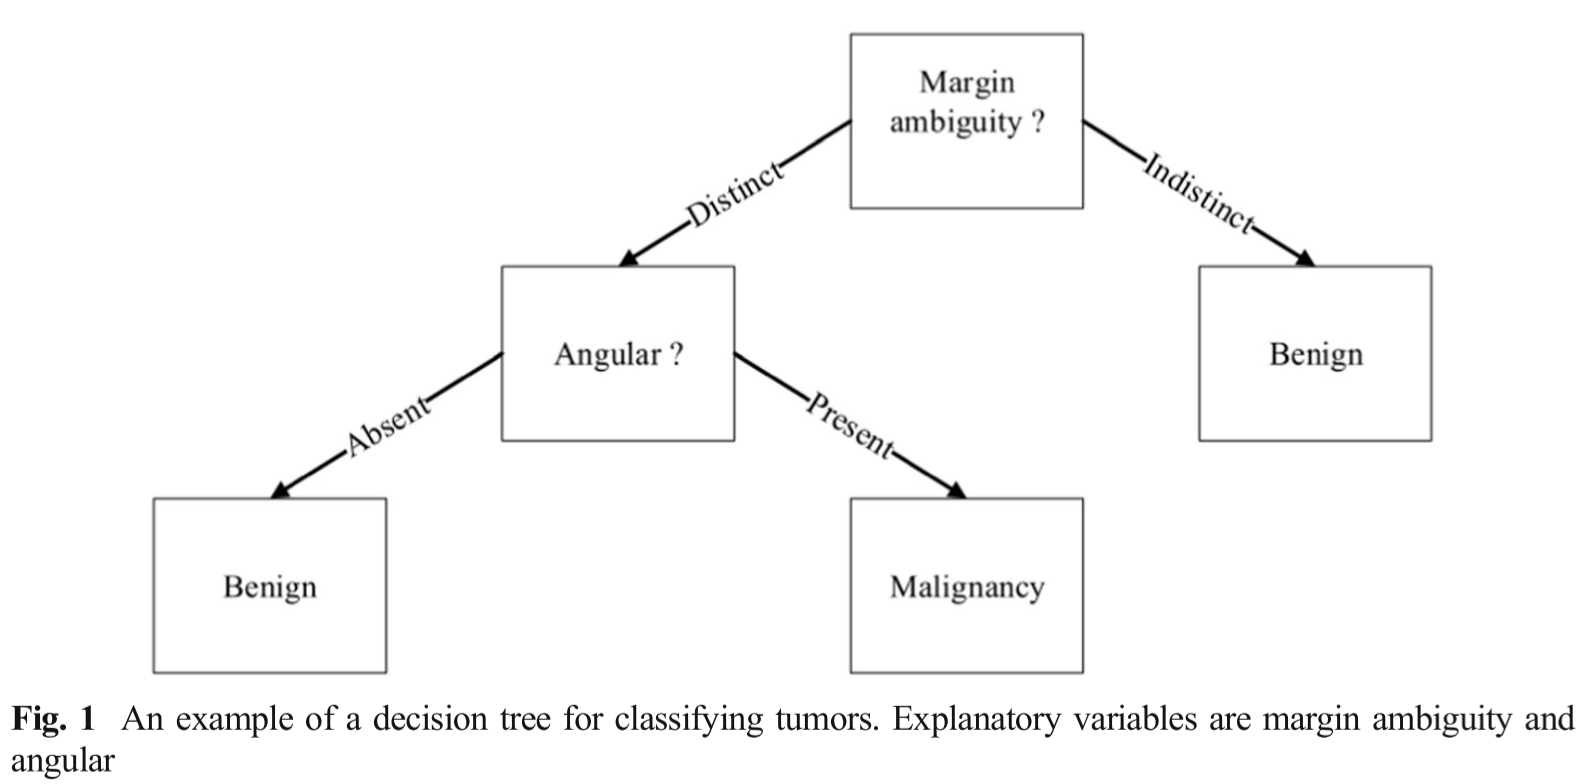 Margin
ambiguity ?
Distinct
Indistinct
Angular ?
Benign
Absent
Present
Benign
Malignancy
Fig. 1 An example of a decision tree for classifying tumors. Explanatory variables are margin ambiguity and
angular